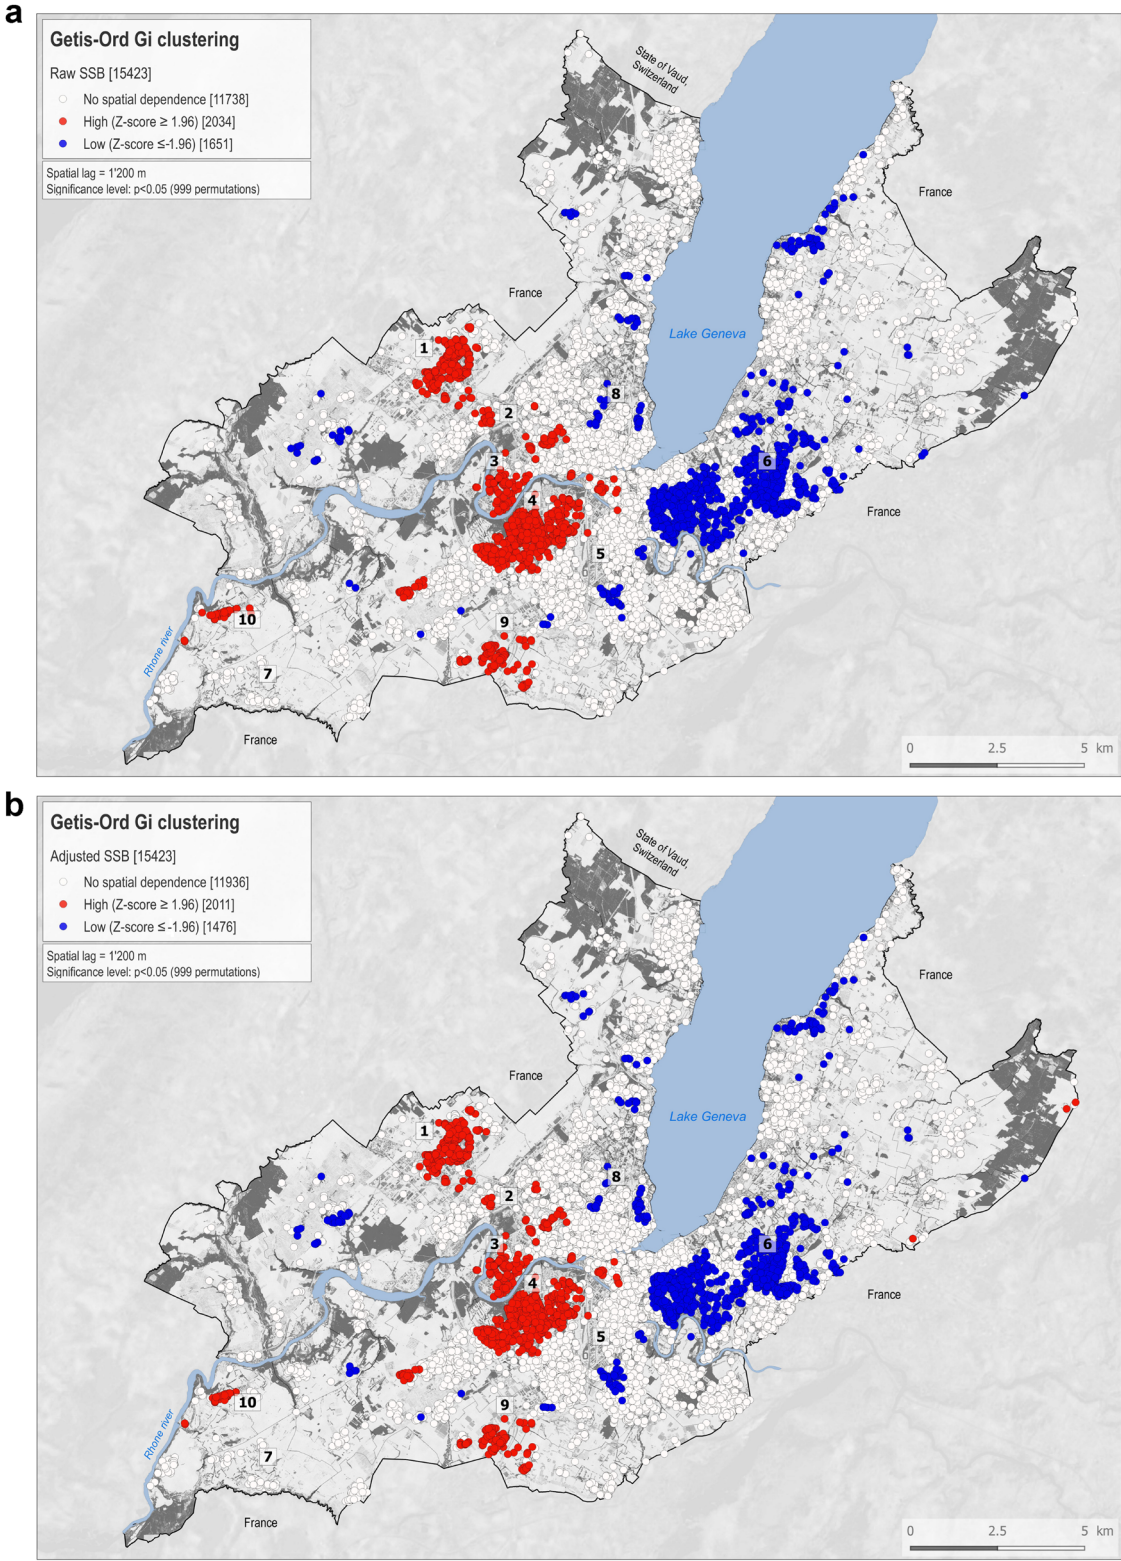 a
Getis-Ord Gi clustering
Raw SSB [15423]
No spatial dependence [11738]
High (Z-score ≥ 1.96) [2034]
Low (Z-score ≤-1.96) [1651]
Spatial lag = 1'200 m
Significance level: p<0.05 (999 permutations)
State of Vaud,
Switzerland
France
France
Lake Geneva
1
2
8
3
6
4
France
5
10
9
Rhone river
7
France
0 2.5 5 km
b
Getis-Ord Gi clustering
Adjusted SSB [15423]
No spatial dependence [11936]
High (Z-score ≥ 1.96) [2011]
Low (Z-score ≤ -1.96) [1476]
Spatial lag = 1'200 m
Significance level: p<0.05 (999 permutations)
State of Vaud,
Switzerland
France
France
Lake Geneva
1
2
8
3
6
4
France
5
10
9
Rhone river
7
France
0 2.5 5 km